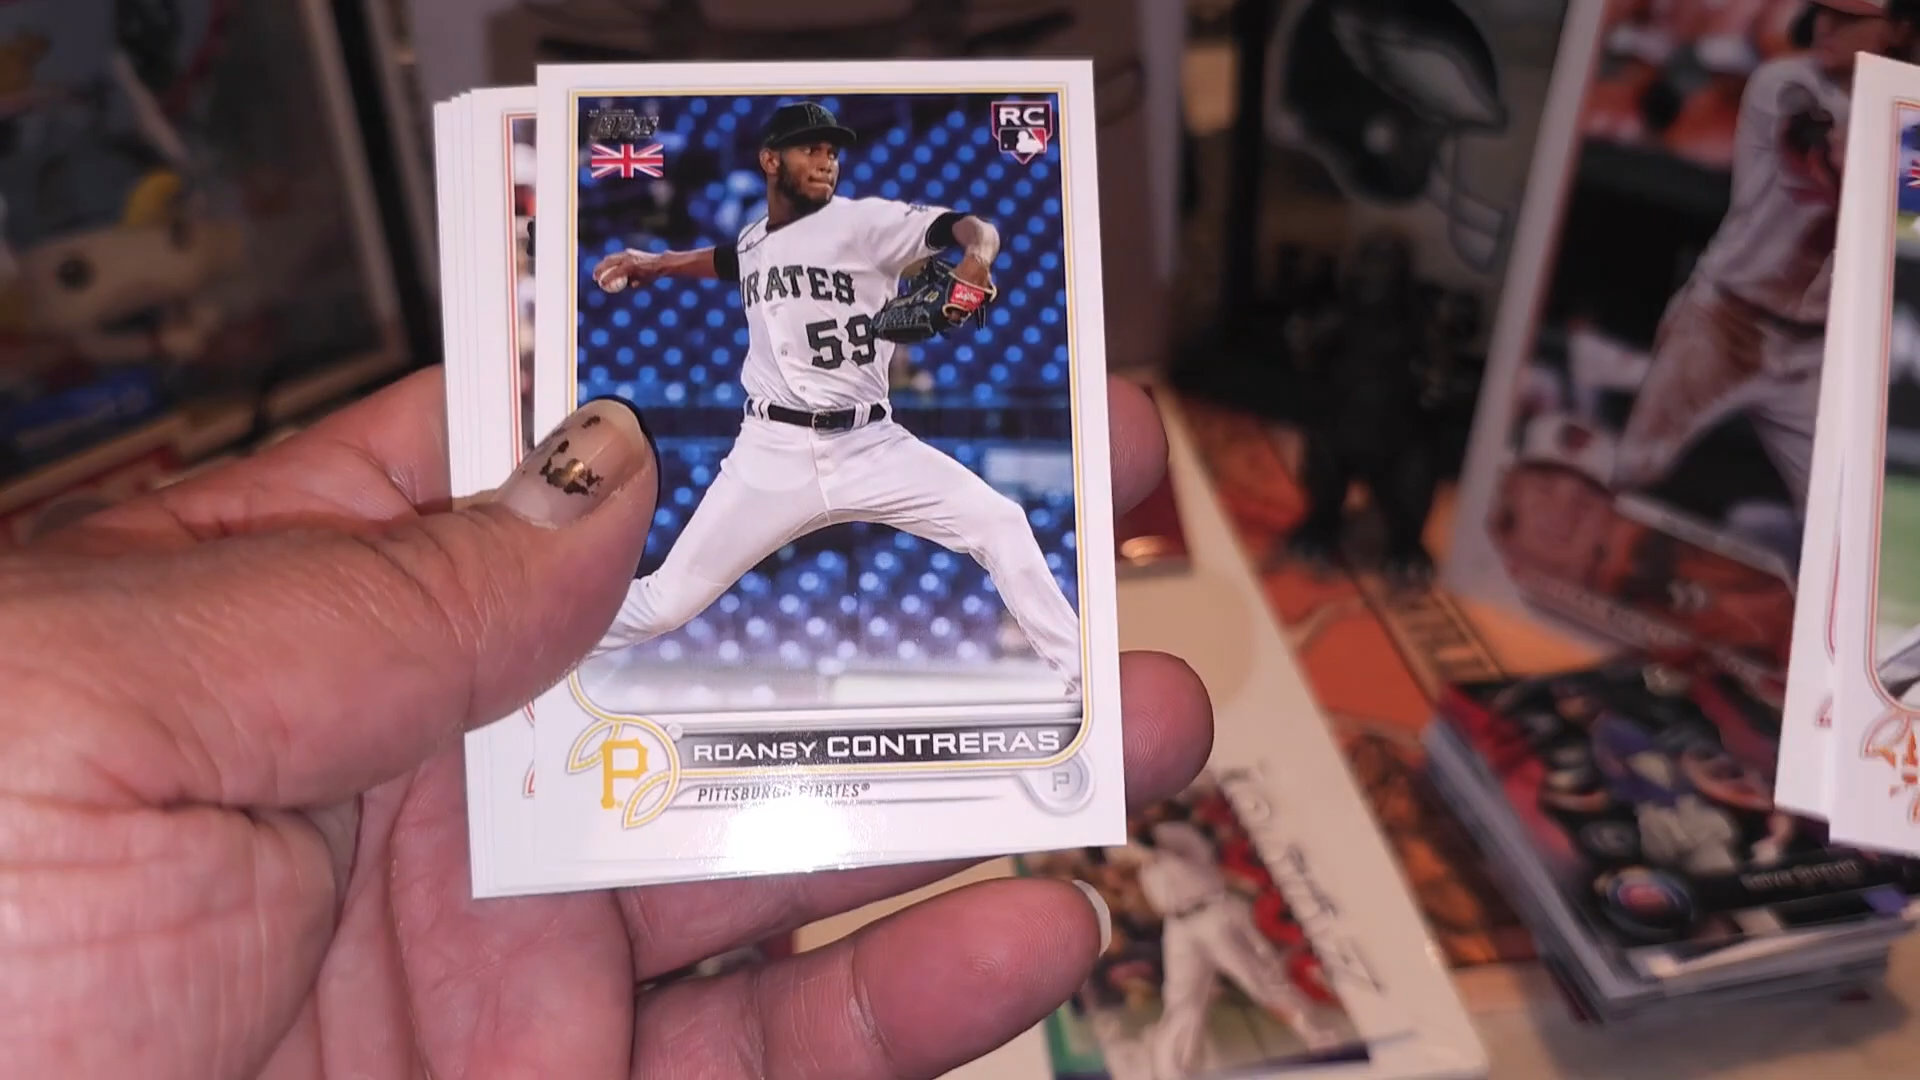 TOPPS
RC
PIRATES
59
ROANSY CONTRERAS
P
P
PITTSBURGH PIRATES®